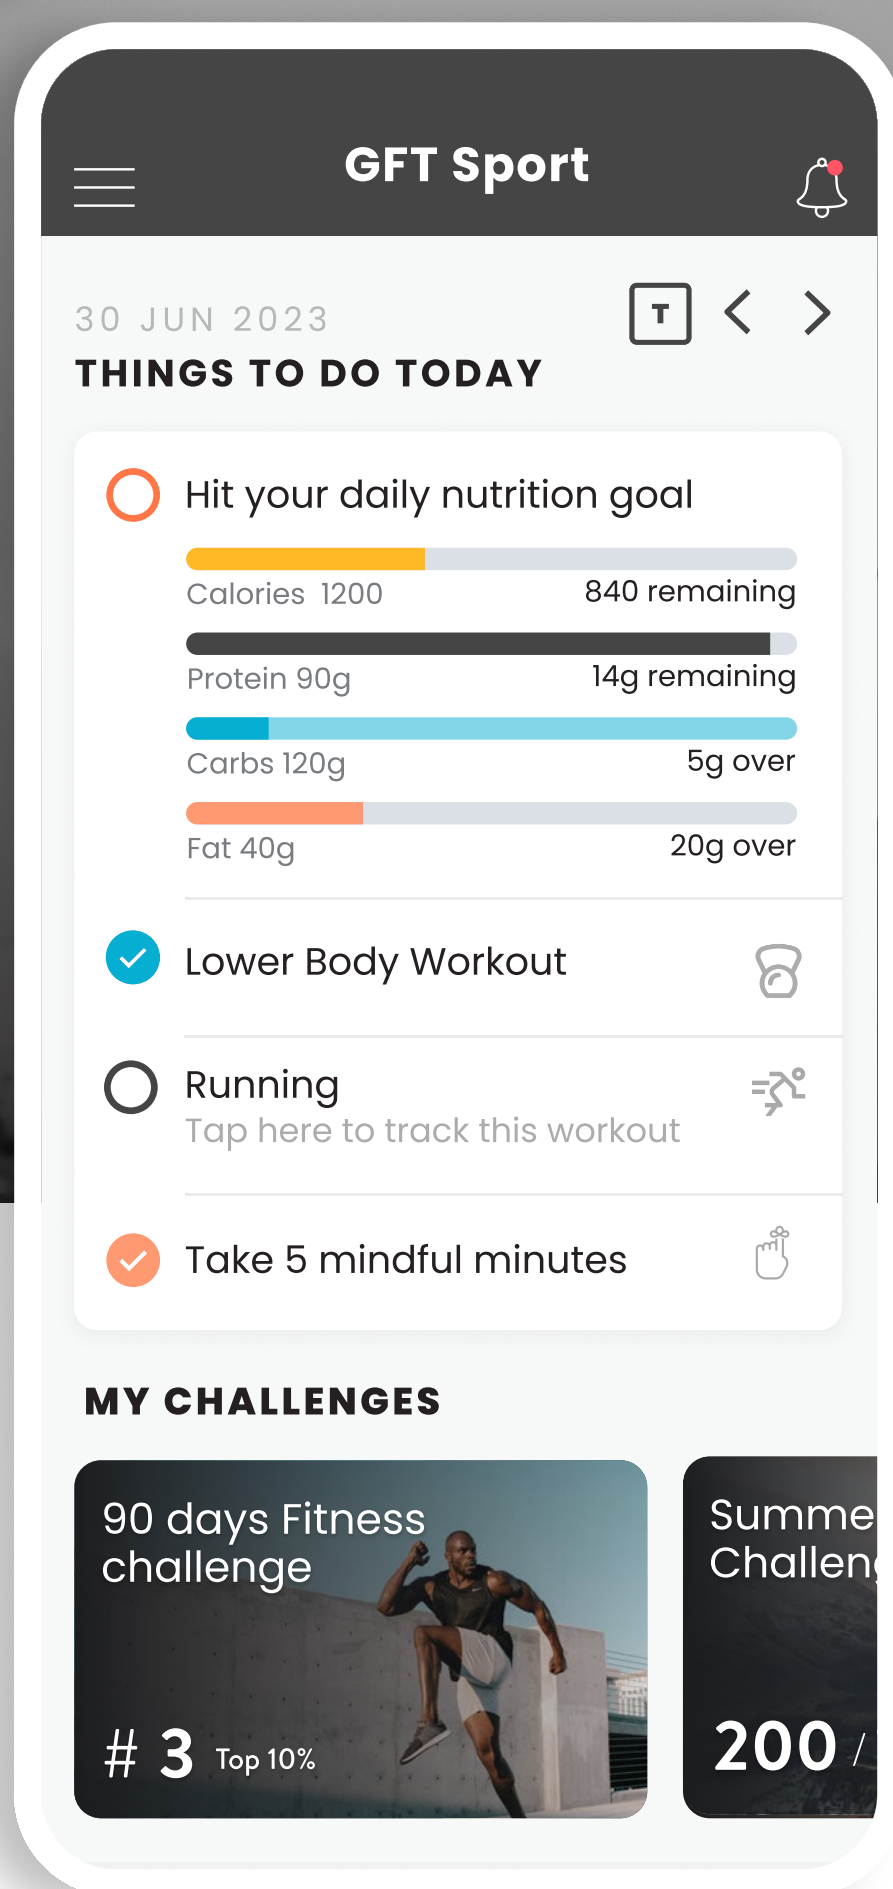 GFT Sport
30 JUN 2023
T
THINGS TO DO TODAY
Hit your daily nutrition goal
Calories 1200 840 remaining
Protein 90g 14g remaining
Carbs 120g 5g over
Fat 40g 20g over
Lower Body Workout
Running
Tap here to track this workout
Take 5 mindful minutes
MY CHALLENGES
90 days Fitness
challenge
# 3 Top 10%
Summe
Challeng
200 /